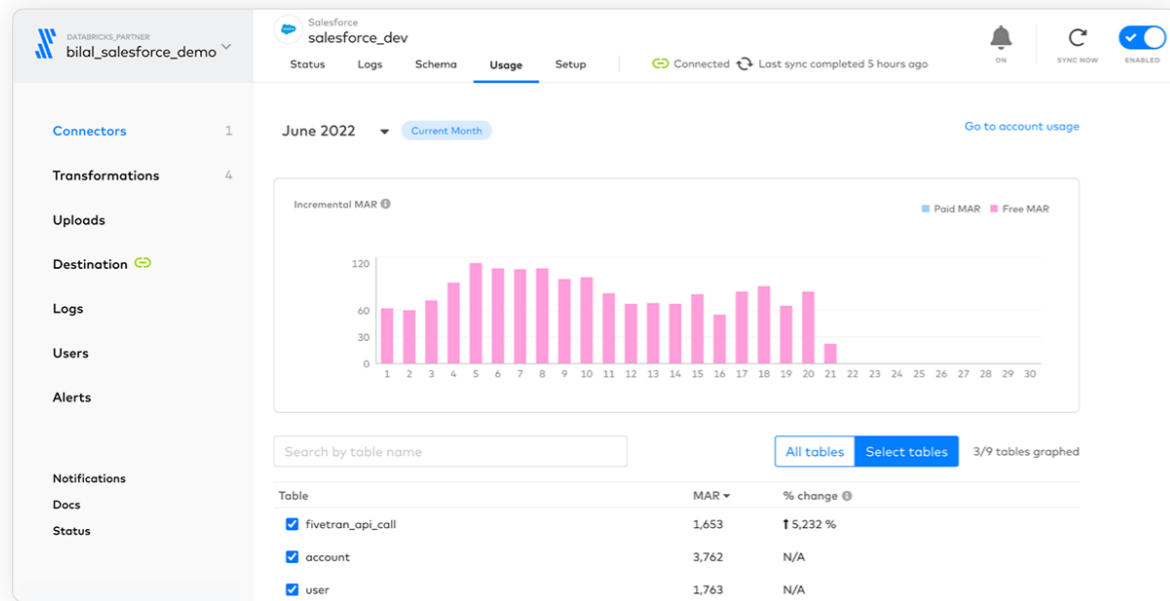 DATABRICKS_PARTNER
bilal_salesforce_demo
Connectors 1
Transformations 4
Uploads
Destination
Logs
Users
Alerts
Notifications
Docs
Status
Salesforce
salesforce_dev
Status Logs Schema Usage Setup
Connected Last sync completed 5 hours ago
ON
SYNC NOW
ENABLED
June 2022 Current Month
Go to account usage
Incremental MAR
Paid MAR Free MAR
120
60
30
0
1 2 3 4 5 6 7 8 9 10 11 12 13 14 15 16 17 18 19 20 21 22 23 24 25 26 27 28 29 30
Search by table name
All tables Select tables 3/9 tables graphed
Table MAR % change
fivetran_api_call 1,653 5,232 %
account 3,762 N/A
user 1,763 N/A